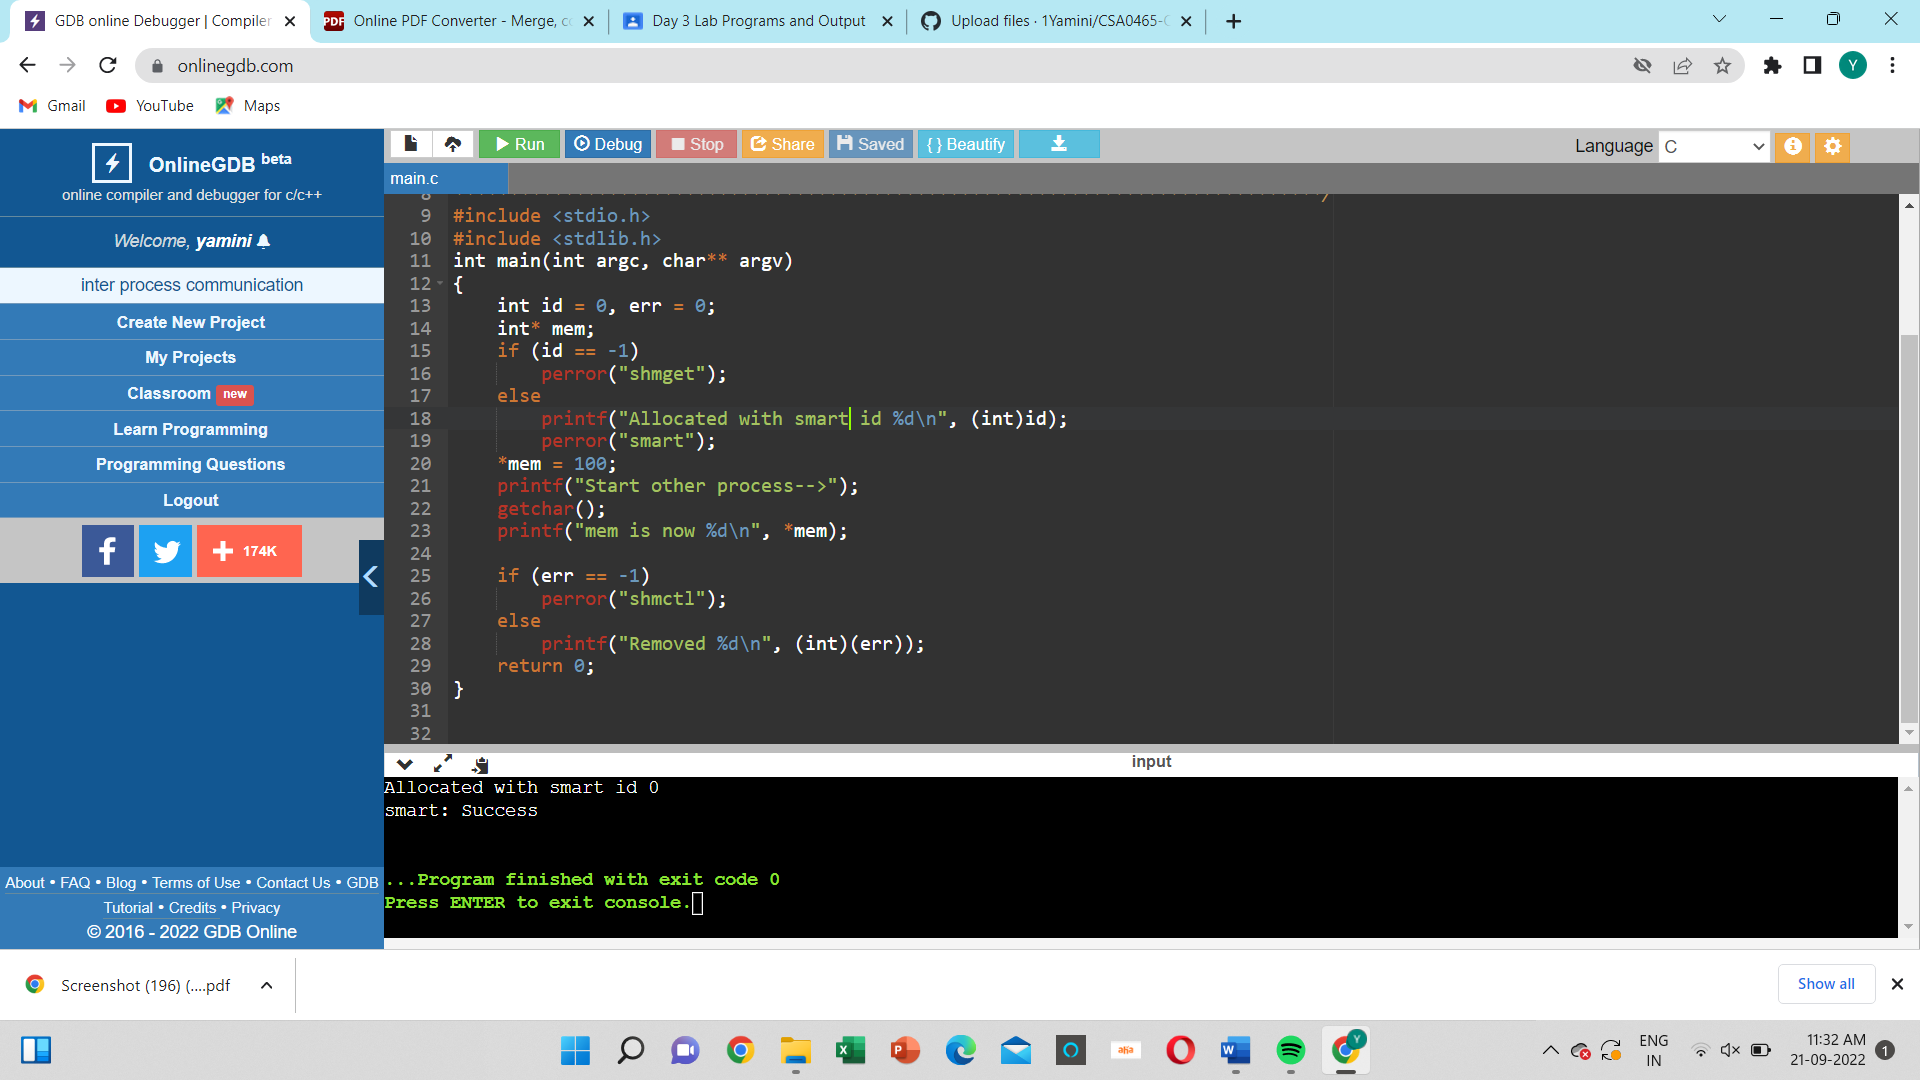 GDB online Debugger | Compiler
Online PDF Converter - Merge, co
Day 3 Lab Programs and Output
Upload files · 1Yamini/CSA0465-
onlinegdb.com
Y
Gmail
YouTube
Maps
OnlineGDB beta
online compiler and debugger for c/c++
Welcome, yamini
inter process communication
Create New Project
My Projects
Classroom new
Learn Programming
Programming Questions
Logout
174K
About • FAQ • Blog • Terms of Use • Contact Us • GDB
Tutorial • Credits • Privacy
© 2016 - 2022 GDB Online
Run
Debug
Stop
Share
Saved
{ } Beautify
Language C
main.c
8
9 #include <stdio.h>
10 #include <stdlib.h>
11 int main(int argc, char** argv)
12 {
13 int id = 0, err = 0;
14 int* mem;
15 if (id == -1)
16 perror("shmget");
17 else
18 printf("Allocated with smart id %d\n", (int)id);
19 perror("smart");
20 *mem = 100;
21 printf("Start other process-->");
22 getchar();
23 printf("mem is now %d\n", *mem);
24
25 if (err == -1)
26 perror("shmctl");
27 else
28 printf("Removed %d\n", (int)(err));
29 return 0;
30 }
31
32
input
Allocated with smart id 0
smart: Success
...Program finished with exit code 0
Press ENTER to exit console.
Screenshot (196) (....pdf
Show all
ENG
IN
11:32 AM
21-09-2022
1